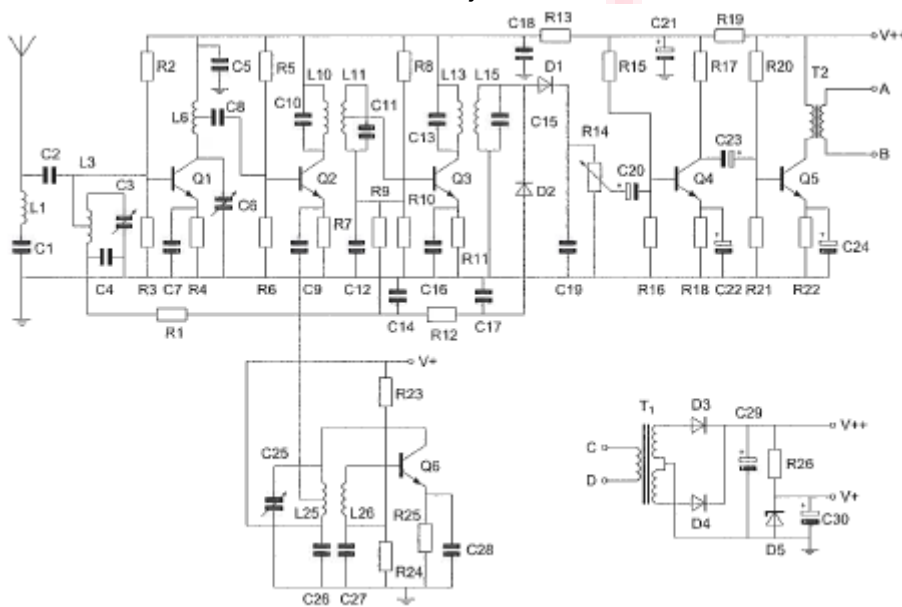 C18 R13 C21 R19
V++
R2 C5 R5 L10 L11 R8 L13 L15 D1 R15 R17 R20 T2
A
C8 C10 C11 C13 C15 R14 C23
L6
B
C2 L3 C20
C3 Q1 Q2 Q3 D2 Q4 Q5
L1 C6 R7 R9 R10
C1 R11 C24
C4 R3 C7 R4 R6 C9 C12 C16 C19 R16 R18 C22 R21 R22
R1 C14 R12 C17
V+
R23
T1 D3 C29
V++
C25 Q6 C
D R26
L25 L26 R25 V+
D4 C30
C28 D5
R24
C26 C27